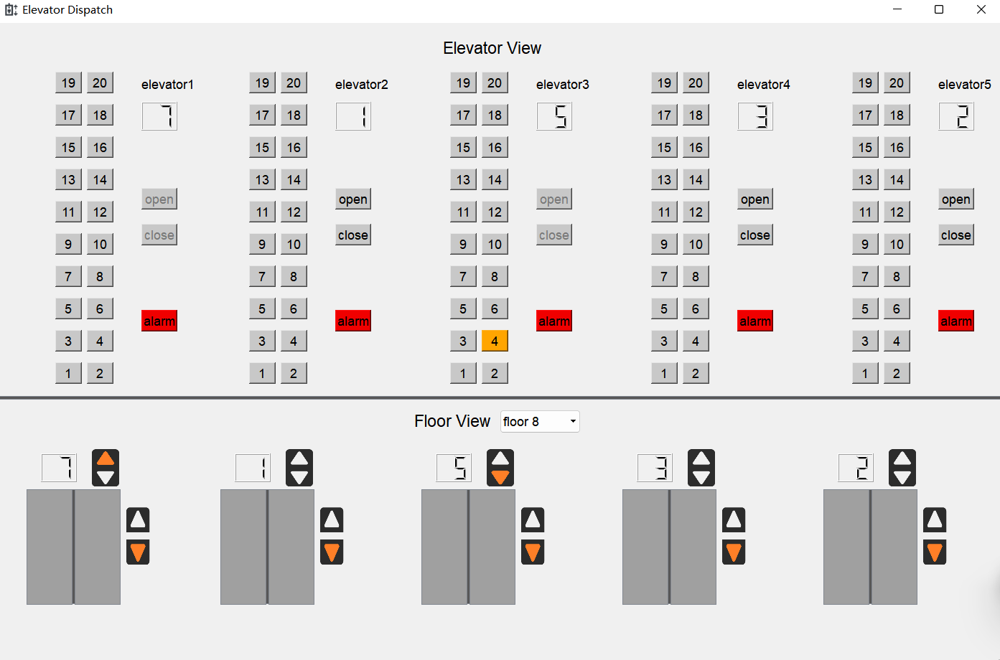 Elevator Dispatch
Elevator View
19 20 elevator1 19 20 elevator2 19 20 elevator3 19 20 elevator4 19 20 elevator5
7 1 5 3 2
17 18 17 18 17 18 17 18 17 18
15 16 15 16 15 16 15 16 15 16
13 14 13 14 13 14 13 14 13 14
open open open open open
11 12 11 12 11 12 11 12 11 12
close close close close close
9 10 9 10 9 10 9 10 9 10
7 8 7 8 7 8 7 8 7 8
5 6 5 6 5 6 5 6 5 6
alarm alarm alarm alarm alarm
3 4 3 4 3 4 3 4 3 4
1 2 1 2 1 2 1 2 1 2
Floor View floor 8
7 1 5 3 2